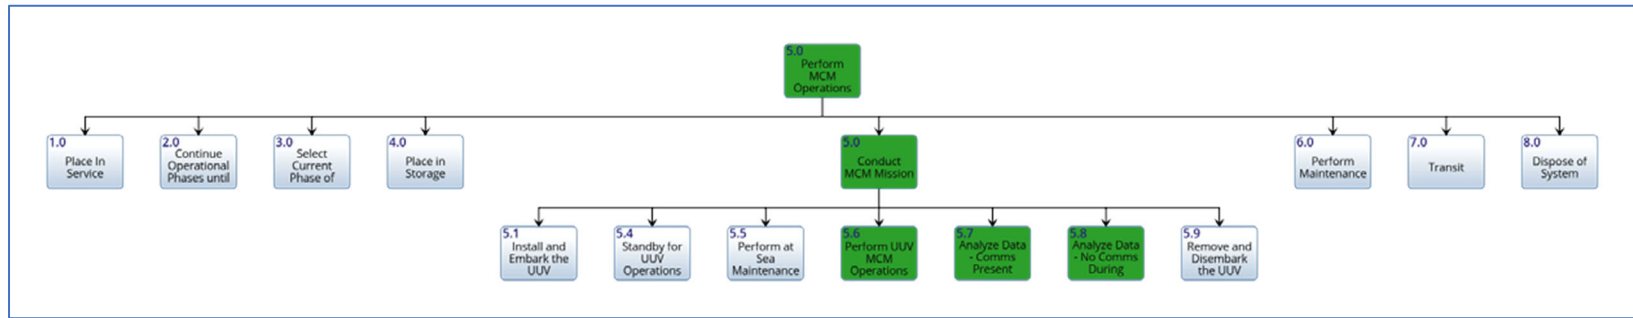 5.0
Perform
MCM
Operations
1.0
Place In
Service
2.0
Continue
Operational
Phases until
3.0
Select
Current
Phase of
4.0
Place in
Storage
5.0
Conduct
MCM Mission
6.0
Perform
Maintenance
7.0
Transit
8.0
Dispose of
System
5.1
Install and
Embark the
UUV
5.4
Standby for
UUV
Operations
5.5
Perform at
Sea
Maintenance
5.6
Perform UUV
MCM
Operations
5.7
Analyze Data
- Comms
Present
5.8
Analyze Data
- No Comms
During
5.9
Remove and
Disembark
the UUV